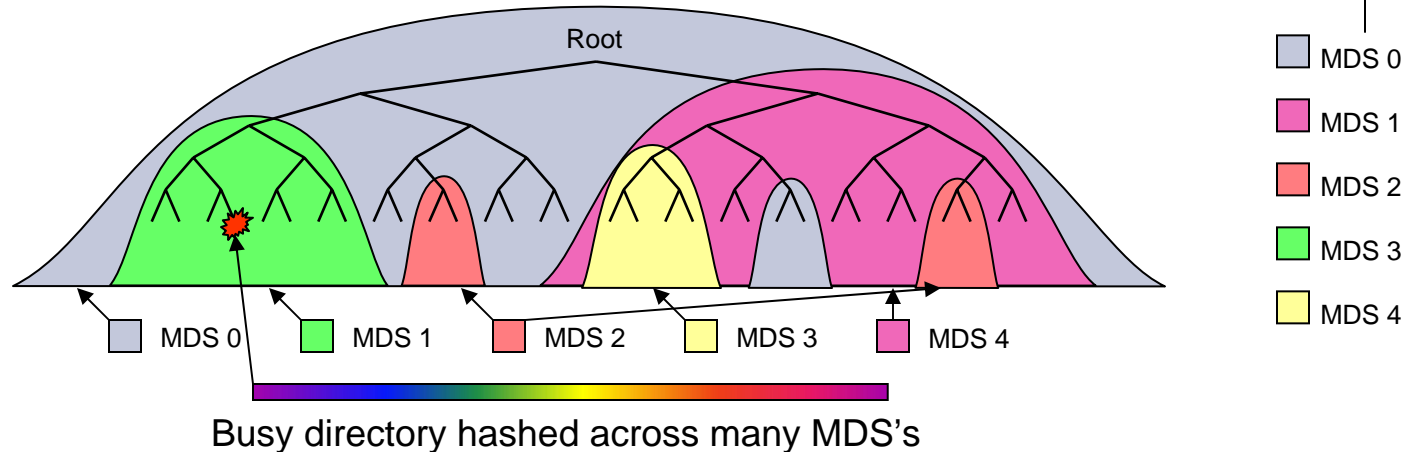 Root
MDS 0
MDS 1
MDS 2
MDS 3
MDS 4
MDS 0
MDS 1
MDS 2
MDS 3
MDS 4
Busy directory hashed across many MDS’s